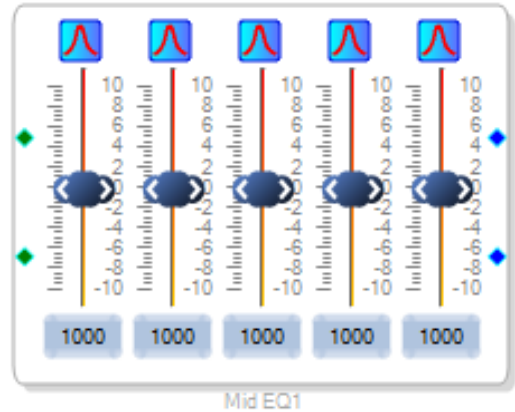 10 10 10 10 10
8 8 8 8 8
6 6 6 6 6
4 4 4 4 4
2 2 2 2 2
0 0 0 0 0
-2 -2 -2 -2 -2
-4 -4 -4 -4 -4
-6 -6 -6 -6 -6
-8 -8 -8 -8 -8
-10 -10 -10 -10 -10
1000 1000 1000 1000 1000
Mid EQ1